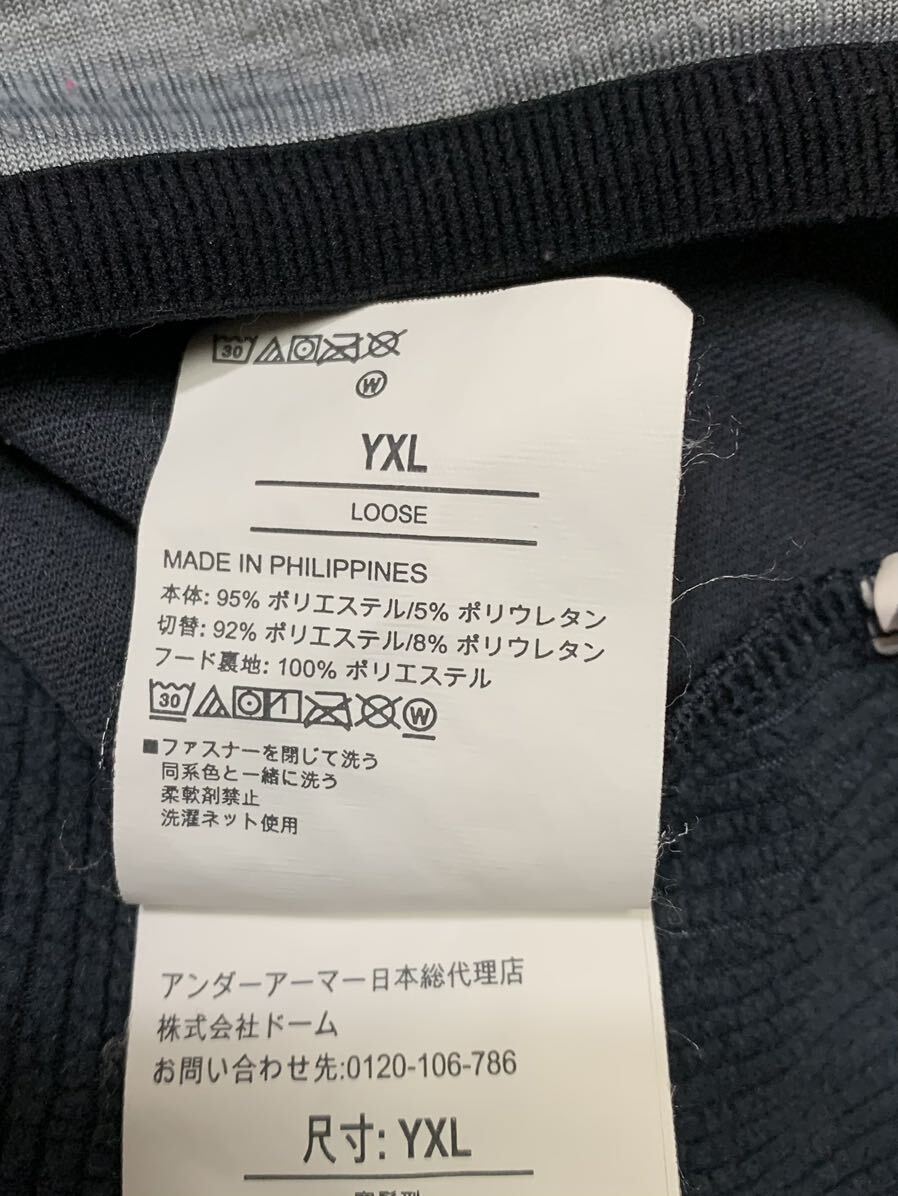 30
W
YXL
LOOSE
MADE IN PHILIPPINES
本体: 95% ポリエステル/5% ポリウレタン
切替: 92% ポリエステル/8% ポリウレタン
フード裏地: 100% ポリエステル
30 W
■ファスナーを閉じて洗う
同系色と一緒に洗う
柔軟剤禁止
洗濯ネット使用
アンダーアーマー日本総代理店
株式会社ドーム
お問い合わせ先:0120-106-786
尺寸: YXL